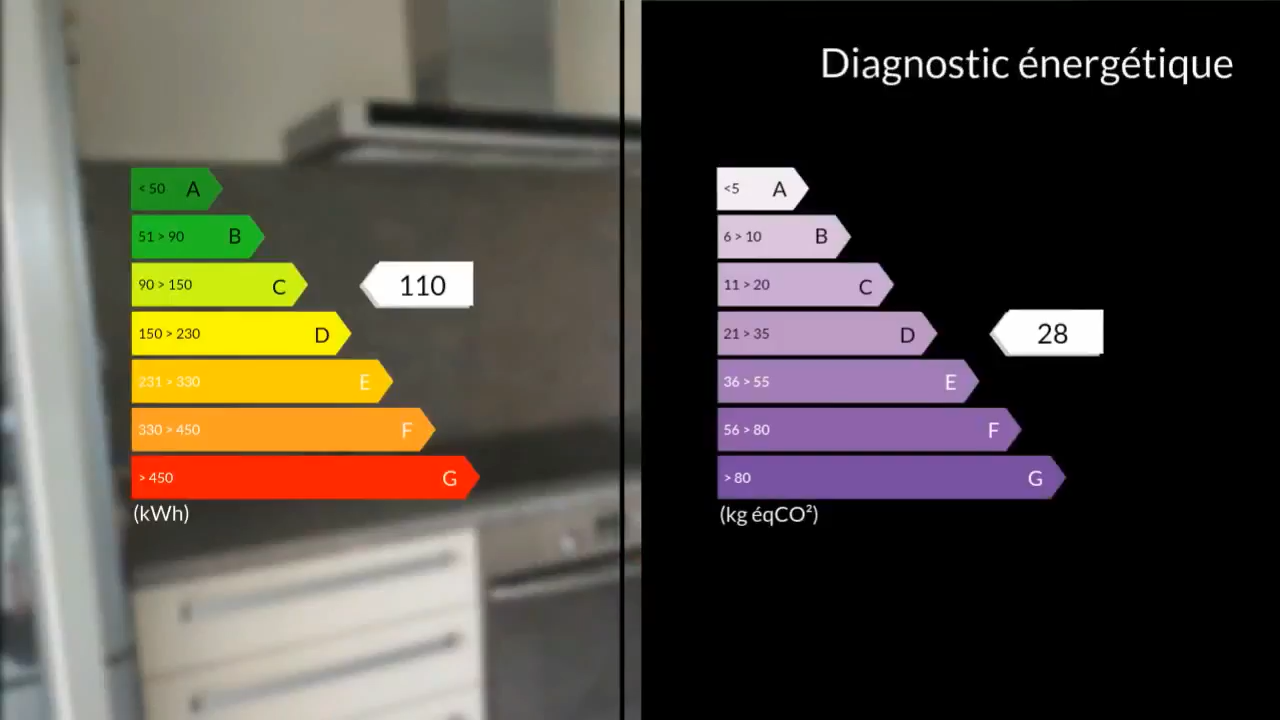 Diagnostic énergétique
<50 A
51 > 90 B
90 > 150 C
110
150 > 230 D
231 > 330 E
330 > 450 F
> 450 G
(kWh)
<5 A
6 > 10 B
11 > 20 C
21 > 35 D
28
36 > 55 E
56 > 80 F
> 80 G
(kg éqCO²)